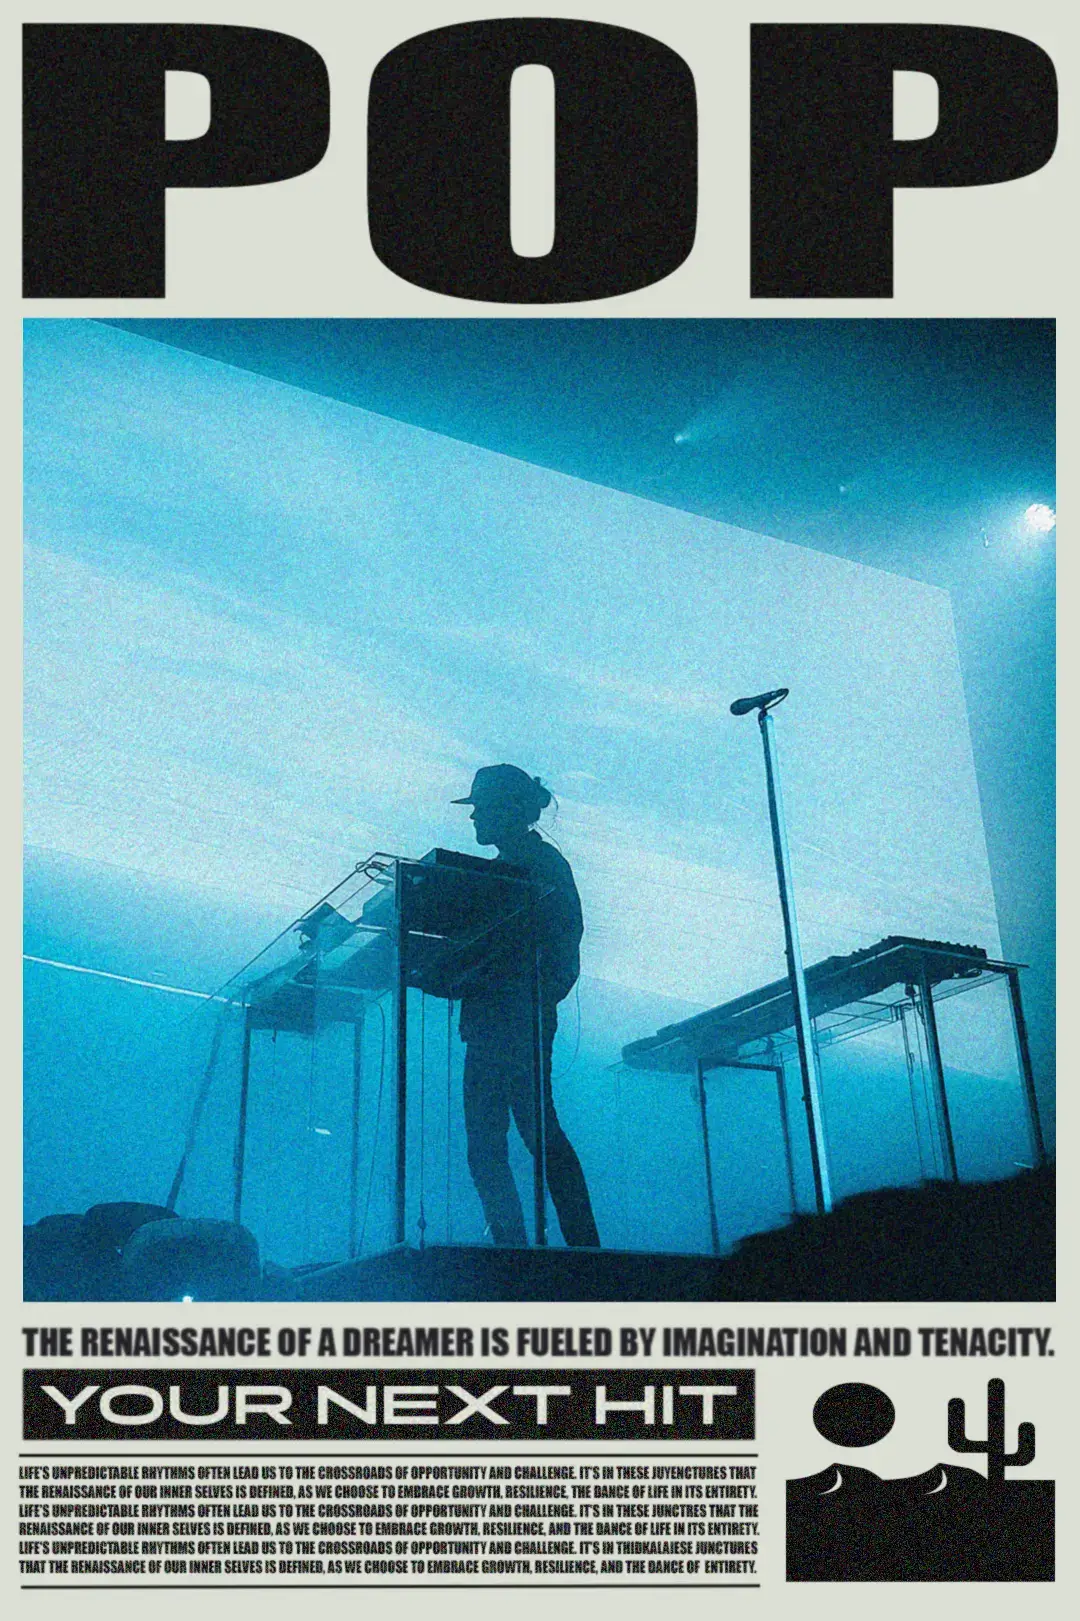 POP
THE RENAISSANCE OF A DREAMER IS FUELED BY IMAGINATION AND TENACITY.
YOUR NEXT HIT
LIFE'S UNPREDICTABLE RHYTHMS OFTEN LEAD US TO THE CROSSROADS OF OPPORTUNITY AND CHALLENGE. IT'S IN THESE JUYENCTURES THAT
THE RENAISSANCE OF OUR INNER SELVES IS DEFINED, AS WE CHOOSE TO EMBRACE GROWTH, RESILIENCE, THE DANCE OF LIFE IN ITS ENTIRETY.
LIFE'S UNPREDICTABLE RHYTHMS OFTEN LEAD US TO THE CROSSROADS OF OPPORTUNITY AND CHALLENGE. IT'S IN THESE JUNCTRES THAT THE
RENAISSANCE OF OUR INNER SELVES IS DEFINED, AS WE CHOOSE TO EMBRACE GROWTH, RESILIENCE, AND THE DANCE OF LIFE IN ITS ENTIRETY.
LIFE'S UNPREDICTABLE RHYTHMS OFTEN LEAD US TO THE CROSSROADS OF OPPORTUNITY AND CHALLENGE. IT'S IN THIDKALAIESE JUNCTURES
THAT THE RENAISSANCE OF OUR INNER SELVES IS DEFINED, AS WE CHOOSE TO EMBRACE GROWTH, RESILIENCE, AND THE DANCE OF ENTIRETY.